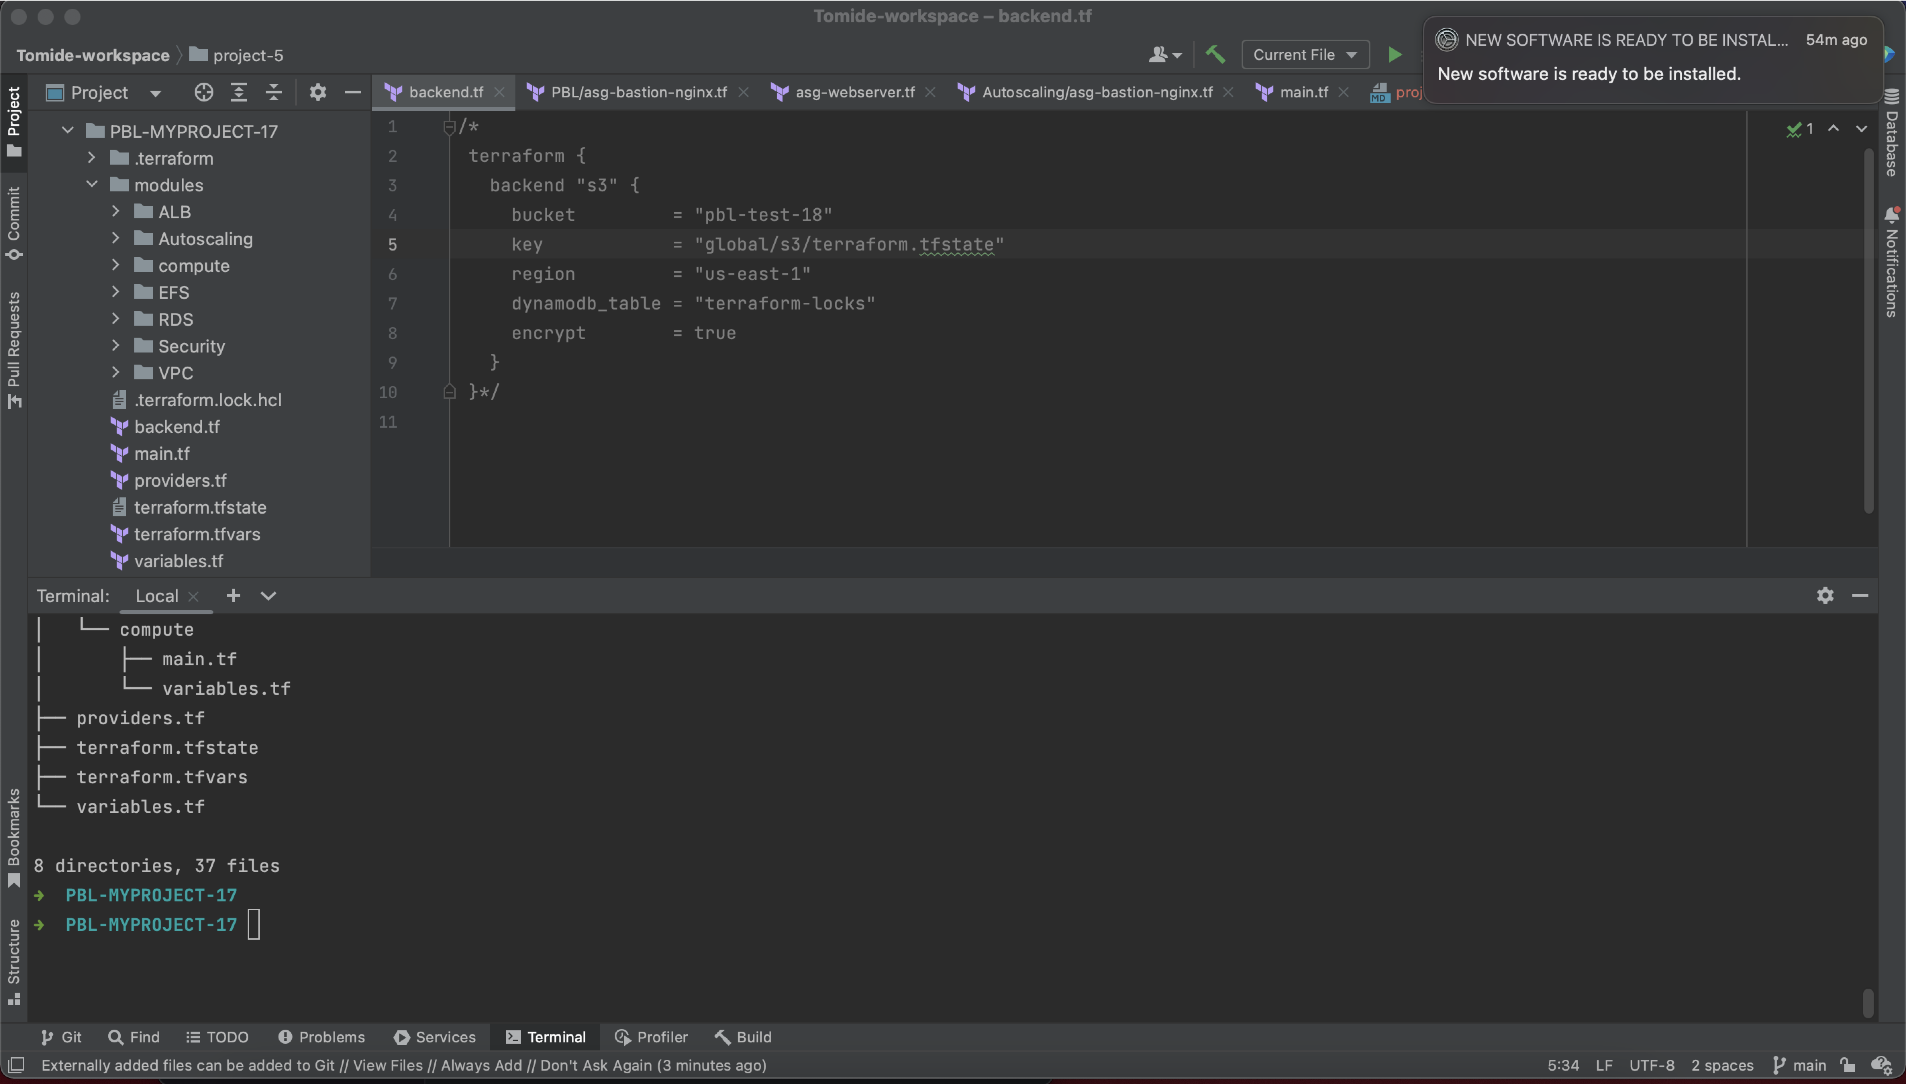 Tomide-workspace – backend.tf
Tomide-workspace
project-5
Current File
NEW SOFTWARE IS READY TO BE INSTAL...
54m ago
New software is ready to be installed.
Project
backend.tf
PBL/asg-bastion-nginx.tf
asg-webserver.tf
Autoscaling/asg-bastion-nginx.tf
main.tf
MD
proj
Project
Commit
Pull Requests
Bookmarks
Structure
PBL-MYPROJECT-17
.terraform
modules
ALB
Autoscaling
compute
EFS
RDS
Security
VPC
.terraform.lock.hcl
backend.tf
main.tf
providers.tf
terraform.tfstate
terraform.tfvars
variables.tf
1 /*
2 terraform {
3 backend "s3" {
4 bucket = "pbl-test-18"
5 key = "global/s3/terraform.tfstate"
6 region = "us-east-1"
7 dynamodb_table = "terraform-locks"
8 encrypt = true
9 }
10 }*/
11
1
Database
Notifications
Terminal:
Local
│ └── compute
│ ├── main.tf
│ └── variables.tf
├── providers.tf
├── terraform.tfstate
├── terraform.tfvars
└── variables.tf
8 directories, 37 files
➜ PBL-MYPROJECT-17
➜ PBL-MYPROJECT-17
Git
Find
TODO
Problems
Services
Terminal
Profiler
Build
Externally added files can be added to Git // View Files // Always Add // Don't Ask Again (3 minutes ago)
5:34
LF
UTF-8
2 spaces
main